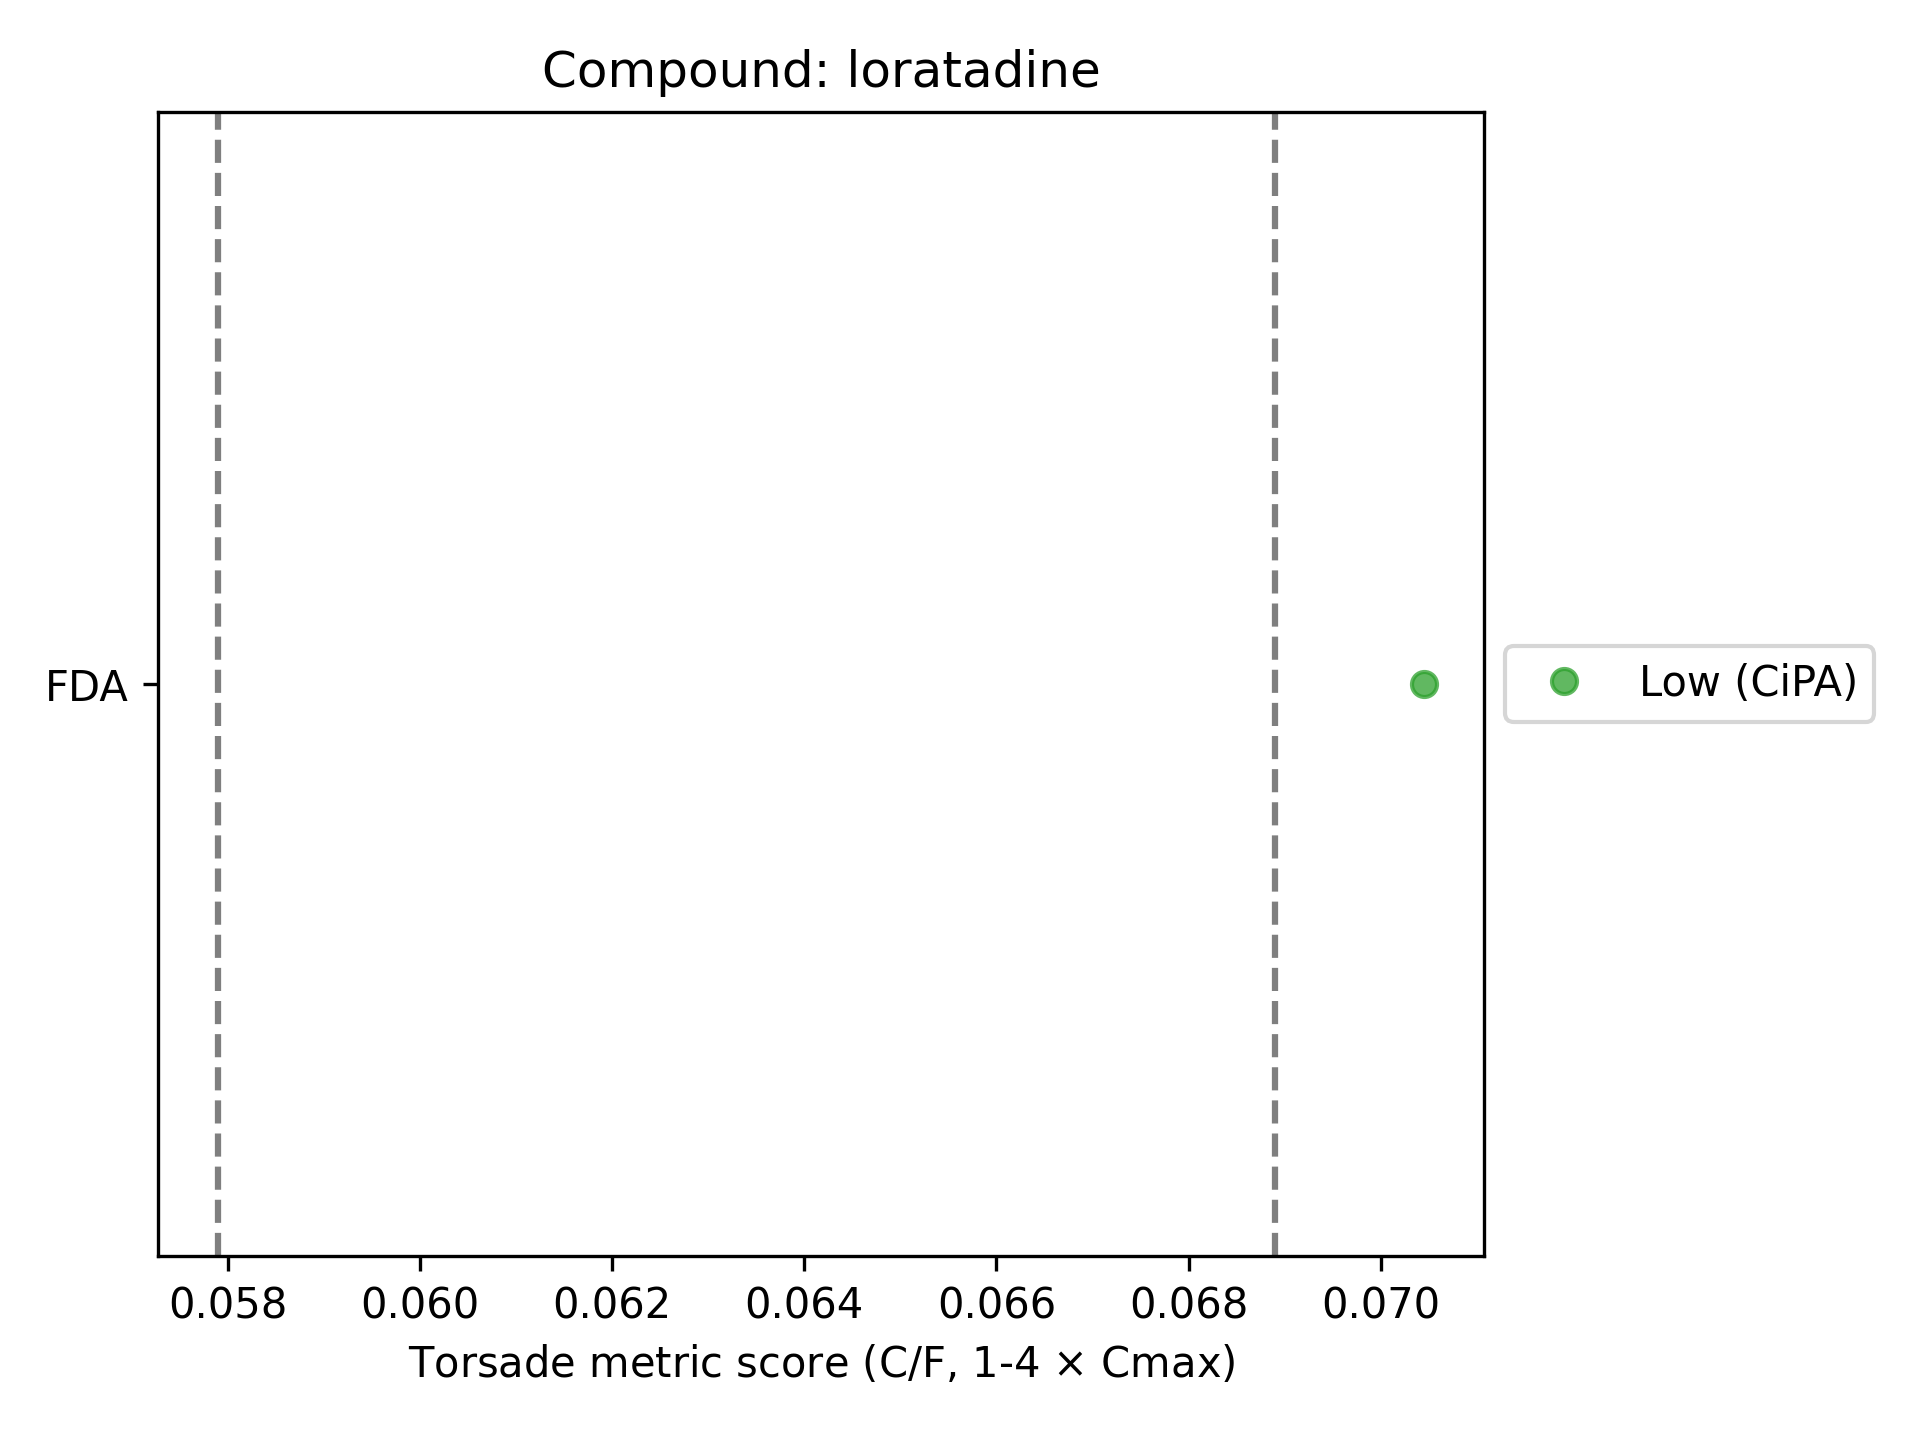 Compound: loratadine
FDA
Low (CiPA)
0.058 0.060 0.062 0.064 0.066 0.068 0.070
Torsade metric score (C/F, 1-4 × Cmax)